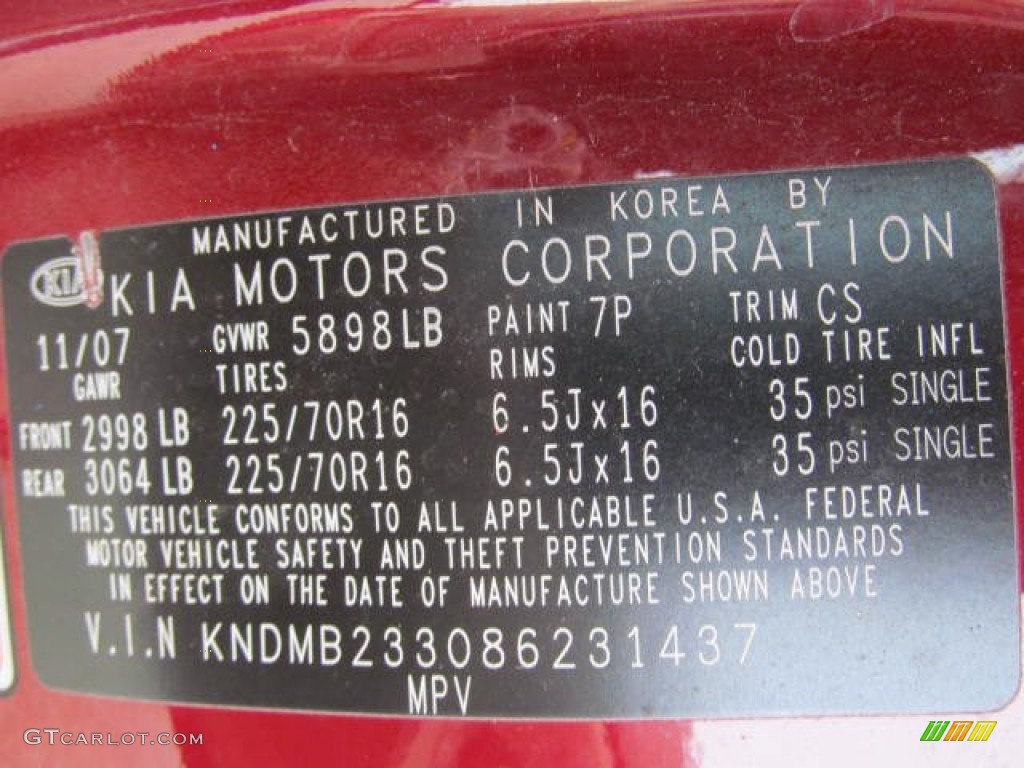 MANUFACTURED IN KOREA BY
KIA KIA MOTORS CORPORATION
11/07 GVWR 5898LB PAINT 7P TRIM CS
GAWR TIRES RIMS COLD TIRE INFL
FRONT 2998 LB 225/70R16 6.5Jx16 35 psi SINGLE
REAR 3064 LB 225/70R16 6.5Jx16 35 psi SINGLE
THIS VEHICLE CONFORMS TO ALL APPLICABLE U.S.A. FEDERAL
MOTOR VEHICLE SAFETY AND THEFT PREVENTION STANDARDS
IN EFFECT ON THE DATE OF MANUFACTURE SHOWN ABOVE
V.I.N KNDMB233086231437
MPV
GTCARLOT.COM